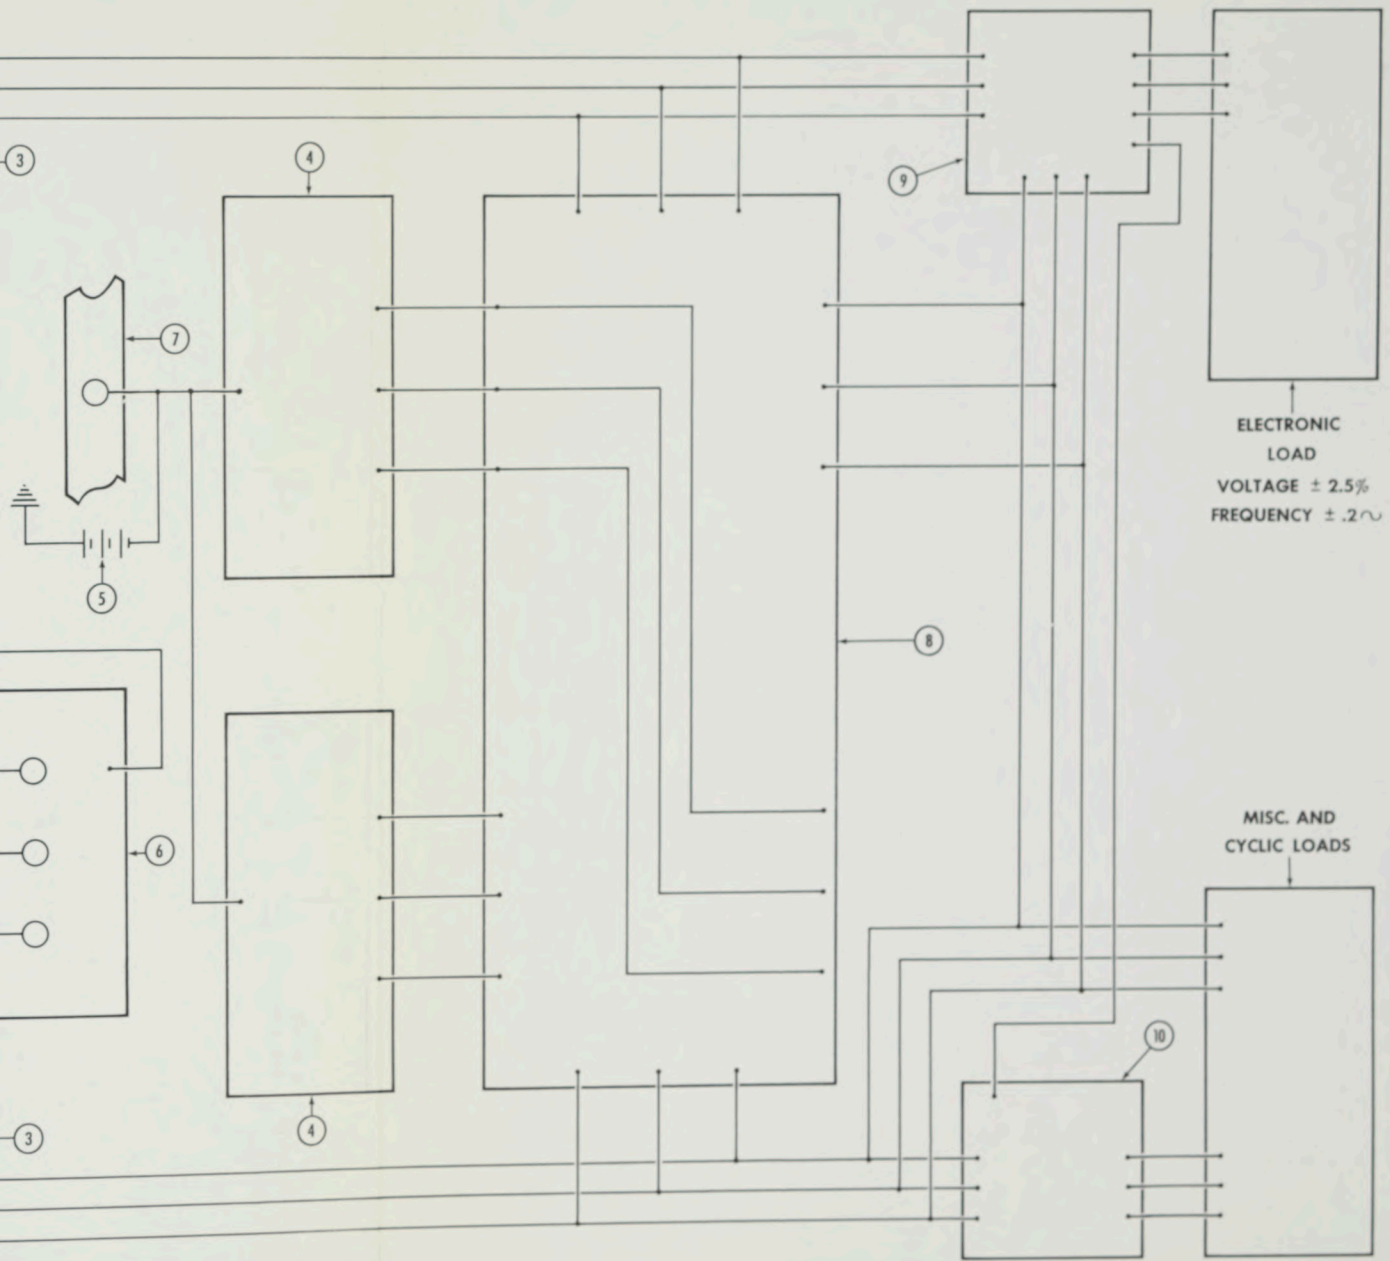 3
4
9
7
ELECTRONIC
LOAD
VOLTAGE ± 2.5%
FREQUENCY ± .2～
5
8
MISC. AND
CYCLIC LOADS
6
10
4
3